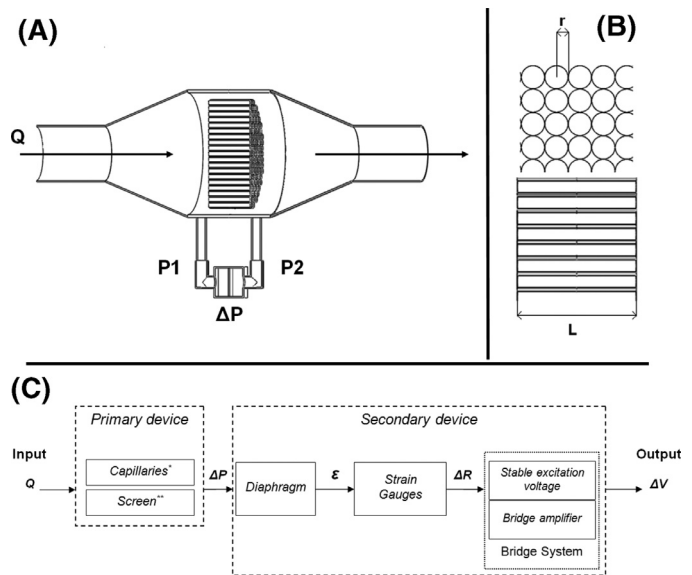 (A)
Q
P1
P2
ΔP
(B)
r
L
(C)
Primary device
Secondary device
Input
Q
Capillaries*
Screen**
ΔP
Diaphragm
ε
Strain
Gauges
ΔR
Stable excitation
voltage
Bridge amplifier
Bridge System
Output
ΔV